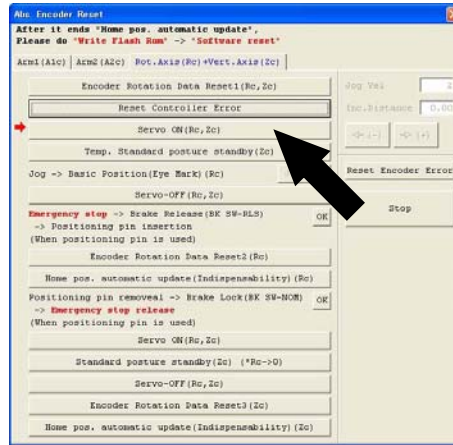 Abs. Encoder Reset
After it ends "Home pos. automatic update",
Please do "Write Flash Rom" -> "Software reset"
Arm1(A1c) Arm2(A2c) Rot.Axis(Rc)+Vert.Axis(Zc)
Encoder Rotation Data Reset1(Rc,Zc)
Jog Vel 2
Reset Controller Error
Inc.Distance 0.00
Servo ON(Rc,Zc)
<- (-) -> (+)
Temp. Standard posture standby(Zc)
Jog -> Basic Position(Eye Mark)(Rc)
Reset Encoder Error
Servo-OFF(Rc,Zc)
Stop
Emergency stop -> Brake Release(BK SW-RLS)
OK
-> Positioning pin insertion
(When positioning pin is used)
Encoder Rotation Data Reset2(Rc)
Home pos. automatic update(Indispensability)(Rc)
Positioning pin removeal -> Brake Lock(BK SW-NOM)
OK
-> Emergency stop release
(When positioning pin is used)
Servo ON(Rc,Zc)
Standard posture standby(Zc) (*Rc->0)
Servo-OFF(Rc,Zc)
Encoder Rotation Data Reset3(Zc)
Home pos. automatic update(Indispensability)(Zc)